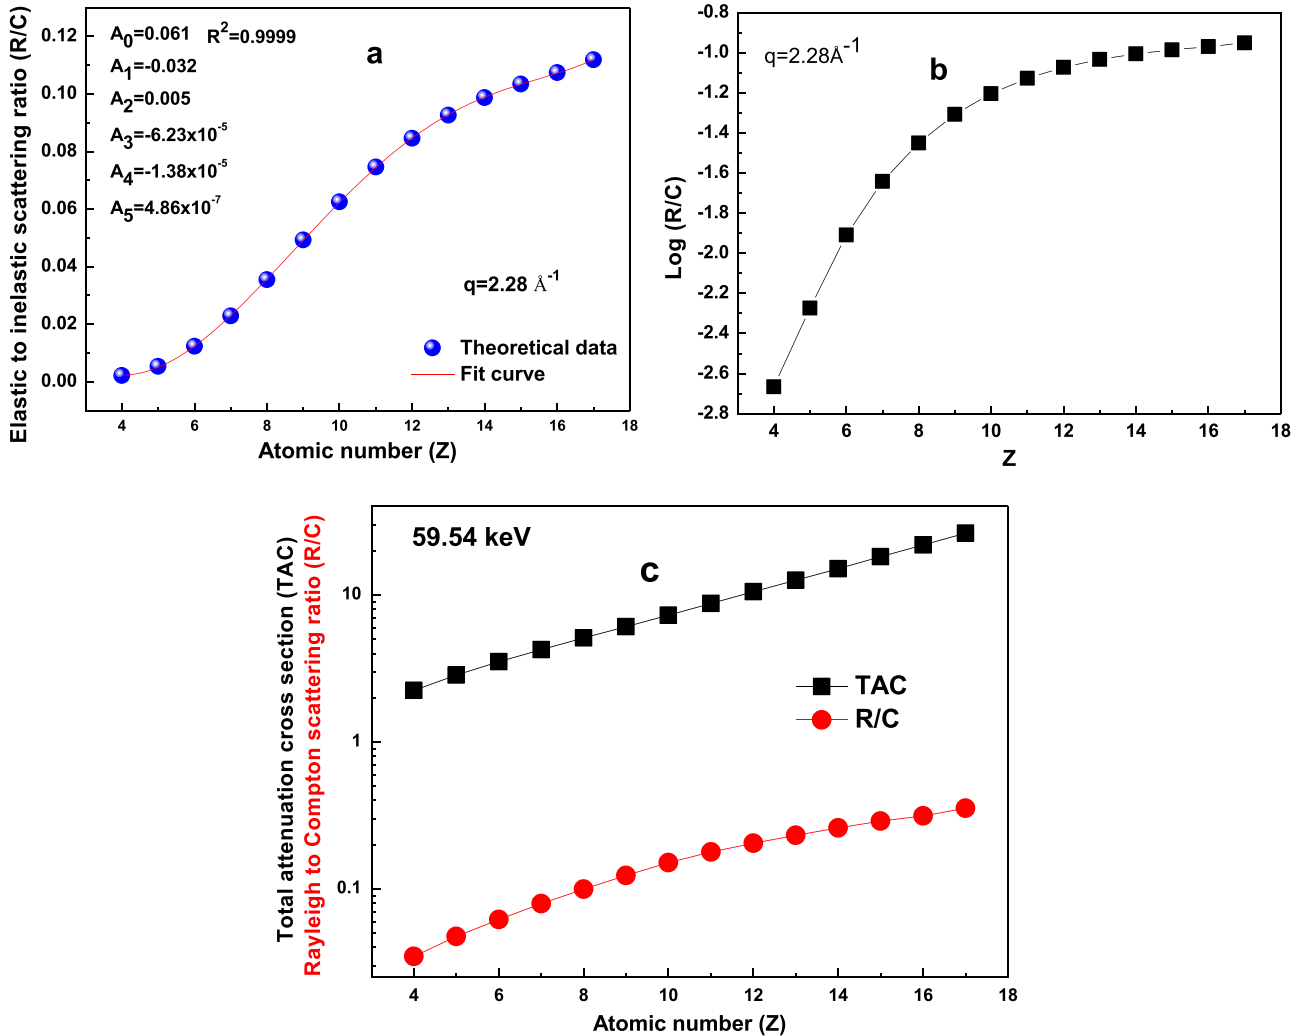 A0=0.061 R2=0.9999
A1=-0.032
A2=0.005
A3=-6.23x10-5
A4=-1.38x10-5
A5=4.86x10-7
a
q=2.28 Å-1
Theoretical data
Fit curve
0.12
0.10
0.08
0.06
0.04
0.02
0.00
4 6 8 10 12 14 16 18
Elastic to inelastic scattering ratio (R/C)
Atomic number (Z)
q=2.28Å-1
b
-0.8
-1.0
-1.2
-1.4
-1.6
-1.8
-2.0
-2.2
-2.4
-2.6
-2.8
4 6 8 10 12 14 16 18
Log (R/C)
Z
59.54 keV
c
TAC
R/C
10
1
0.1
4 6 8 10 12 14 16 18
Total attenuation cross section (TAC)
Rayleigh to Compton scattering ratio (R/C)
Atomic number (Z)